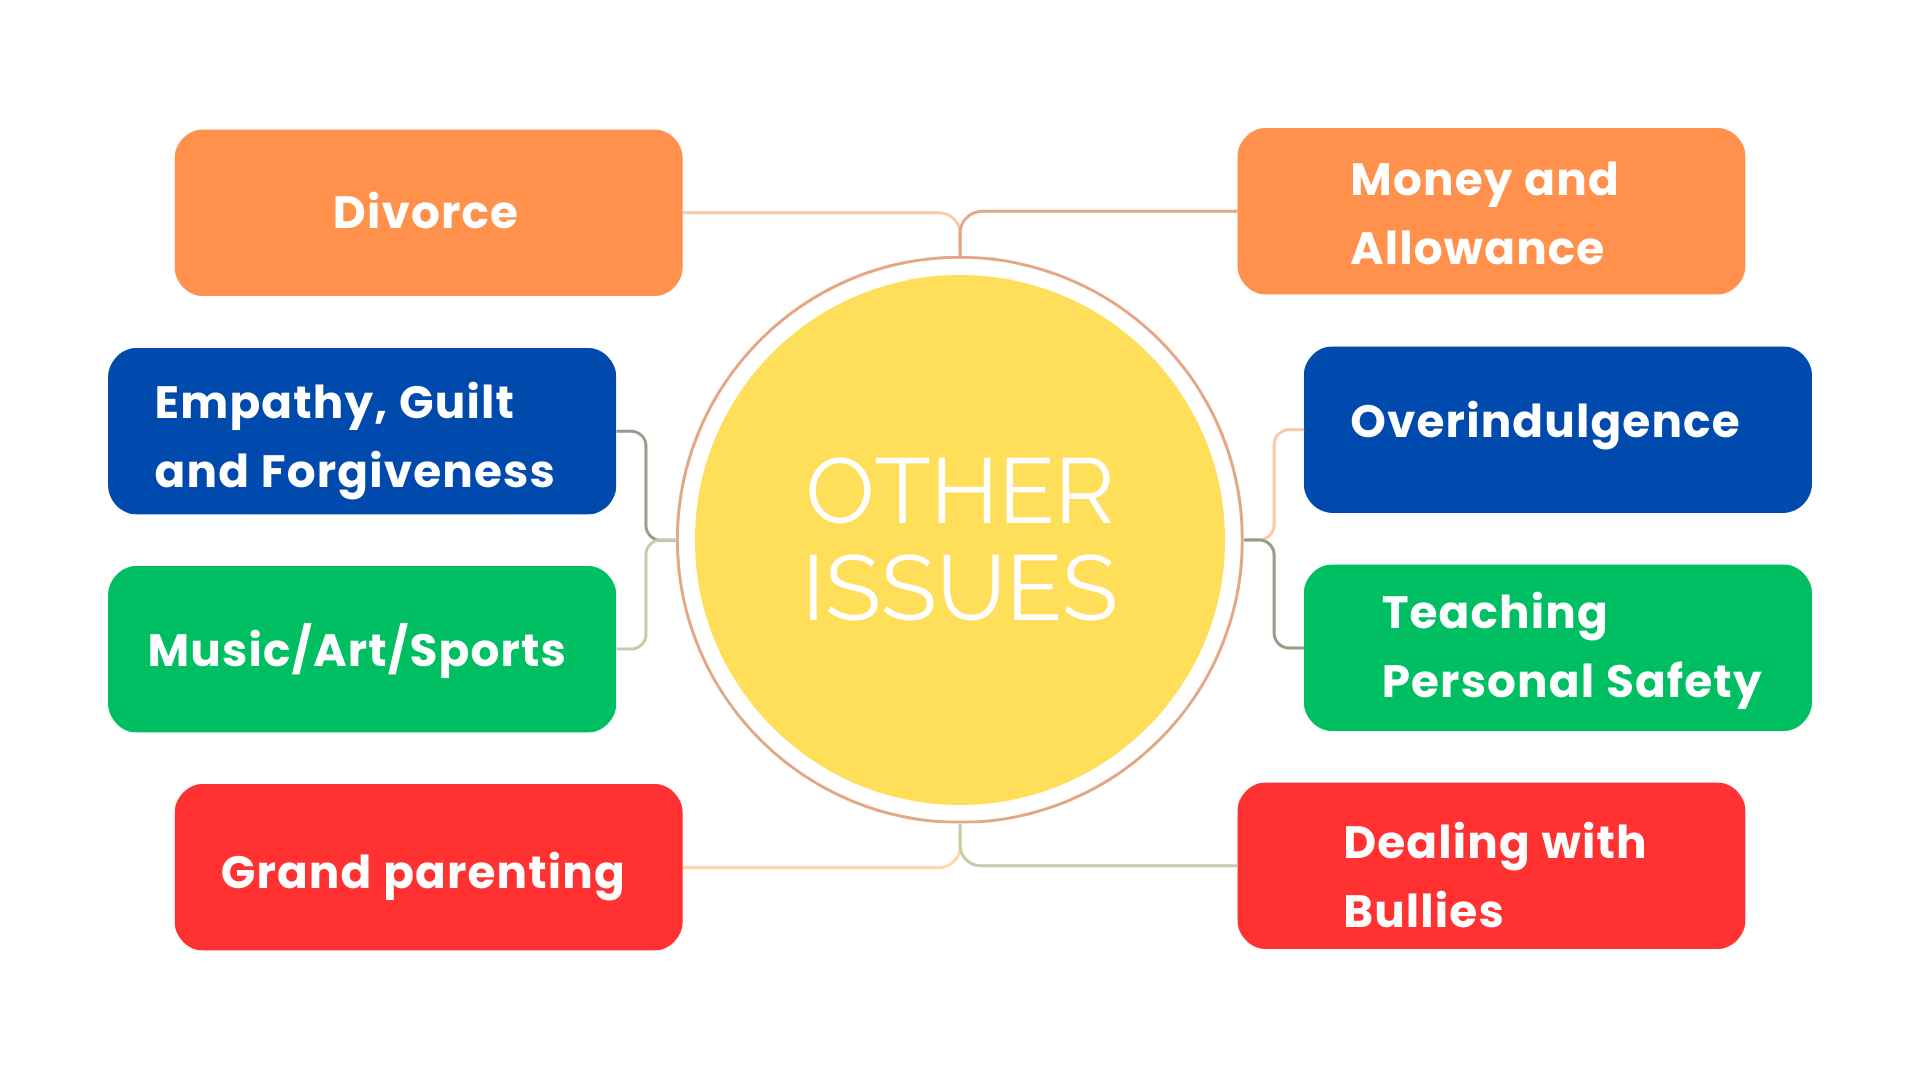 Divorce
Money and
Allowance
Empathy, Guilt
and Forgiveness
Overindulgence
OTHER
ISSUES
Music/Art/Sports
Teaching
Personal Safety
Grand parenting
Dealing with
Bullies